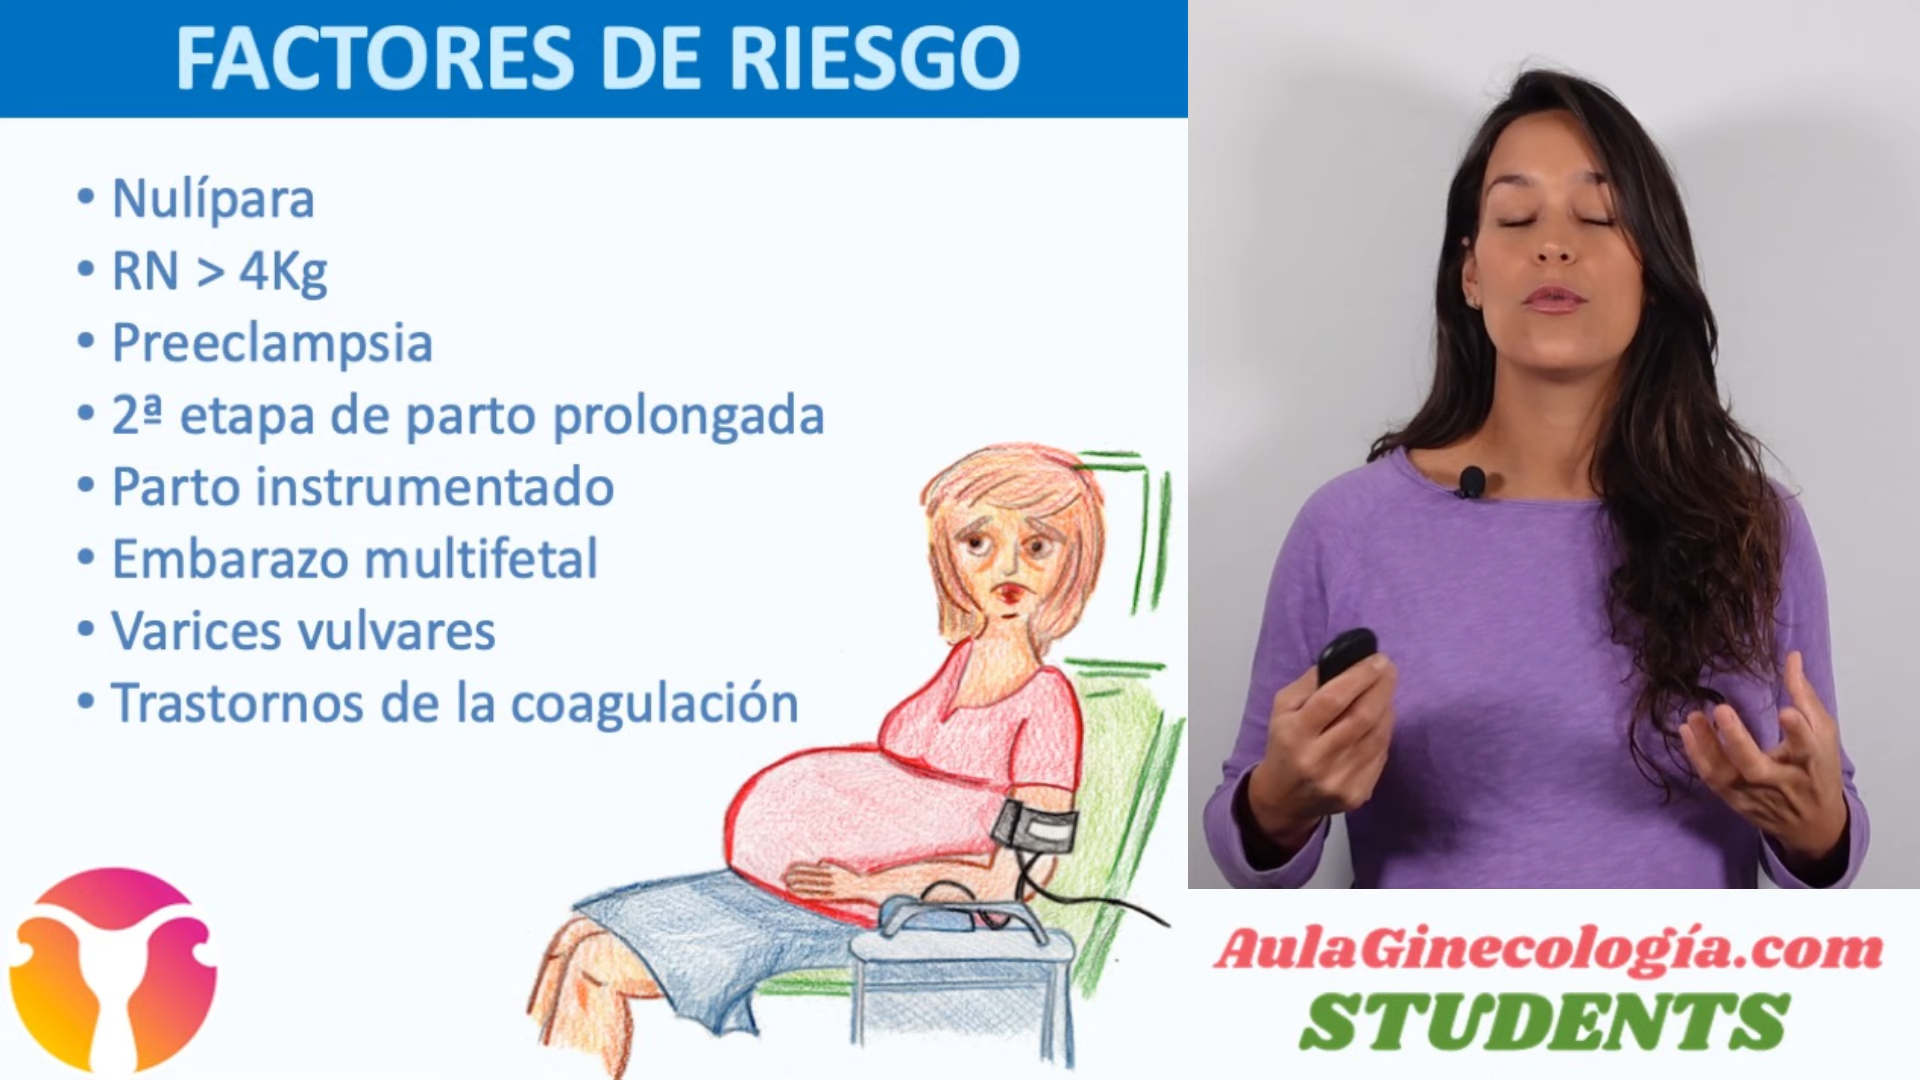 FACTORES DE RIESGO
• Nulípara
• RN > 4Kg
• Preeclampsia
• 2ª etapa de parto prolongada
• Parto instrumentado
• Embarazo multifetal
• Varices vulvares
• Trastornos de la coagulación
AulaGinecología.com
STUDENTS